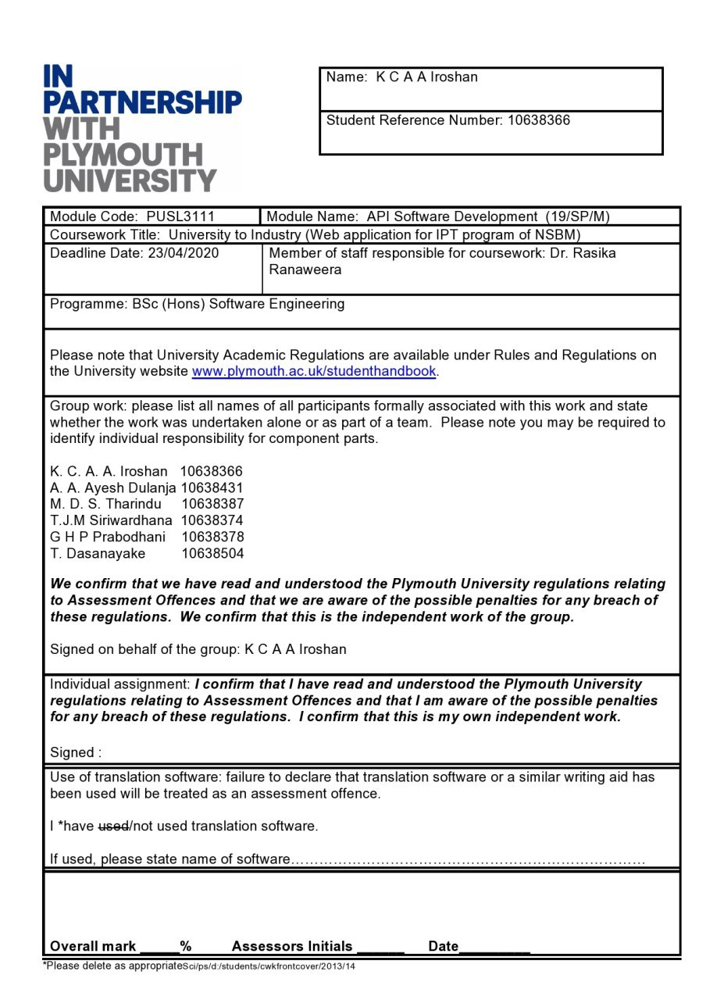 IN
PARTNERSHIP
WITH
PLYMOUTH
UNIVERSITY
Name: K C A A Iroshan
Student Reference Number: 10638366
Module Code: PUSL3111
Module Name: API Software Development (19/SP/M)
Coursework Title: University to Industry (Web application for IPT program of NSBM)
Deadline Date: 23/04/2020
Member of staff responsible for coursework: Dr. Rasika
Ranaweera
Programme: BSc (Hons) Software Engineering
Please note that University Academic Regulations are available under Rules and Regulations on
the University website www.plymouth.ac.uk/studenthandbook.
Group work: please list all names of all participants formally associated with this work and state
whether the work was undertaken alone or as part of a team. Please note you may be required to
identify individual responsibility for component parts.
K. C. A. A. Iroshan 10638366
A. A. Ayesh Dulanja 10638431
M. D. S. Tharindu 10638387
T.J.M Siriwardhana 10638374
G H P Prabodhani 10638378
T. Dasanayake 10638504
We confirm that we have read and understood the Plymouth University regulations relating
to Assessment Offences and that we are aware of the possible penalties for any breach of
these regulations. We confirm that this is the independent work of the group.
Signed on behalf of the group: K C A A Iroshan
Individual assignment: I confirm that I have read and understood the Plymouth University
regulations relating to Assessment Offences and that I am aware of the possible penalties
for any breach of these regulations. I confirm that this is my own independent work.
Signed :
Use of translation software: failure to declare that translation software or a similar writing aid has
been used will be treated as an assessment offence.
I *have used/not used translation software.
If used, please state name of software…………………………………………………………………
Overall mark _____% Assessors Initials ______ Date_________
*Please delete as appropriateSci/ps/d:/students/cwkfrontcover/2013/14